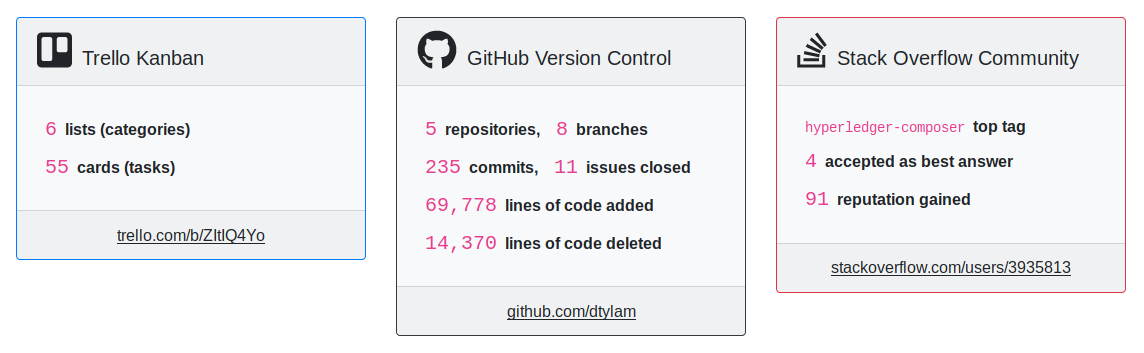 Trello Kanban
6 lists (categories)
55 cards (tasks)
trello.com/b/ZItIQ4Yo
GitHub Version Control
5 repositories, 8 branches
235 commits, 11 issues closed
69,778 lines of code added
14,370 lines of code deleted
github.com/dtylam
Stack Overflow Community
hyperledger-composer top tag
4 accepted as best answer
91 reputation gained
stackoverflow.com/users/3935813